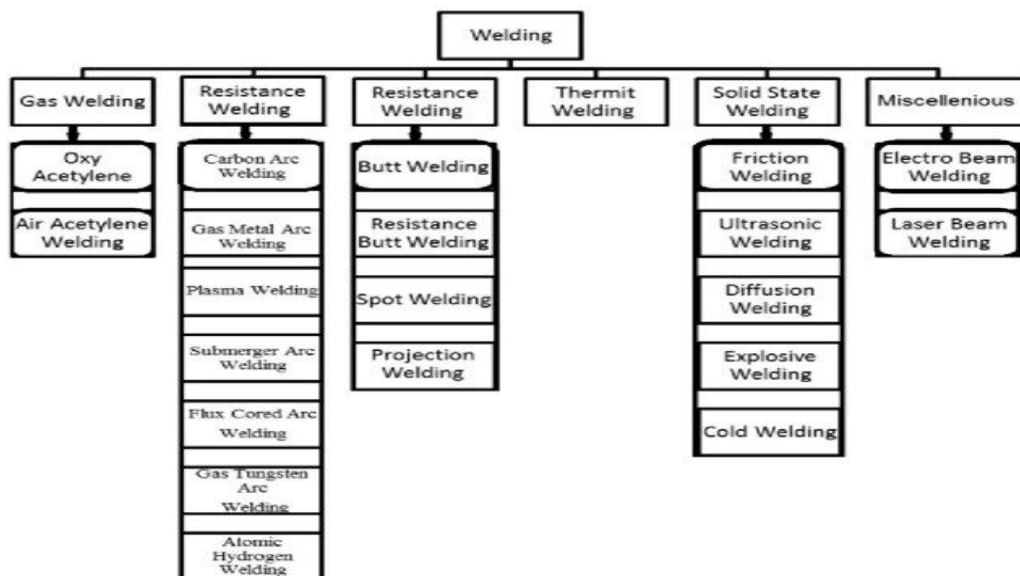 Welding
Gas Welding
Resistance
Welding
Resistance
Welding
Thermit
Welding
Solid State
Welding
Miscellenious
Oxy
Acetylene
Air Acetylene
Welding
Carbon Arc
Welding
Gas Metal Arc
Welding
Plasma Welding
Submerger Arc
Welding
Flux Cored Arc
Welding
Gas Tungsten
Arc
Welding
Atomic
Hydrogen
Welding
Butt Welding
Resistance
Butt Welding
Spot Welding
Projection
Welding
Friction
Welding
Ultrasonic
Welding
Diffusion
Welding
Explosive
Welding
Cold Welding
Electro Beam
Welding
Laser Beam
Welding